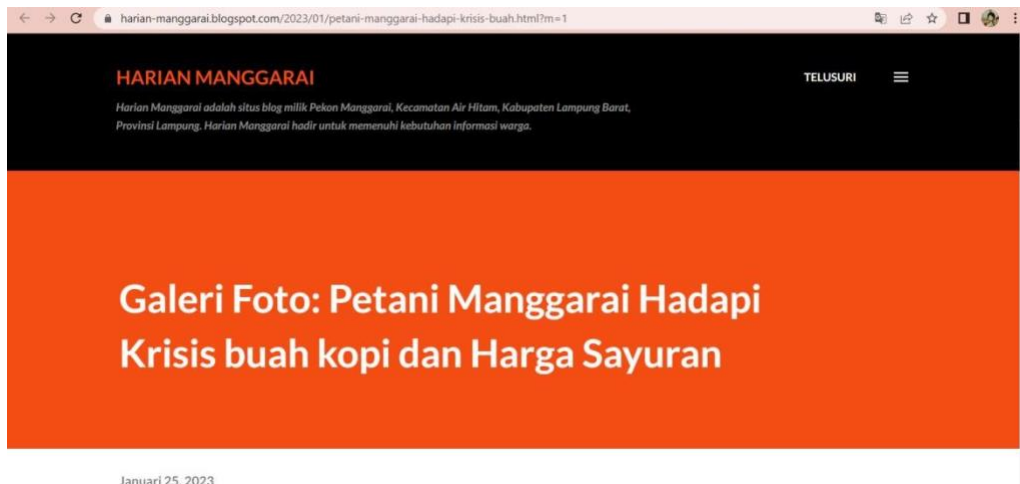 harian-manggarai.blogspot.com/2023/01/petani-manggarai-hadapi-krisis-buah.html?m=1
HARIAN MANGGARAI
TELUSURI
Harian Manggarai adalah situs blog milik Pekon Manggarai, Kecamatan Air Hitam, Kabupaten Lampung Barat,
Provinsi Lampung. Harian Manggarai hadir untuk memenuhi kebutuhan informasi warga.
Galeri Foto: Petani Manggarai Hadapi
Krisis buah kopi dan Harga Sayuran
Januari 25, 2023